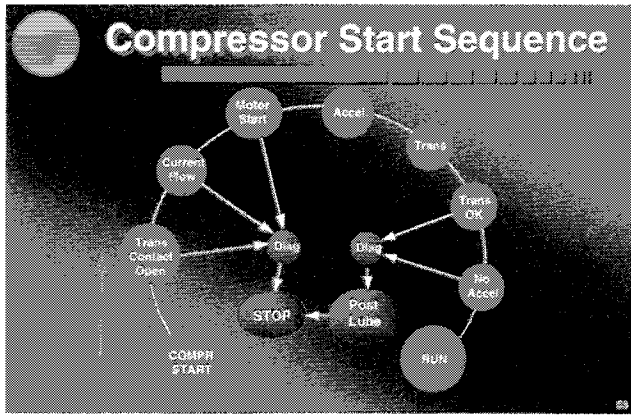 Compressor Start Sequence
Motor
Start
Accel
Trans
Current
Flow
Trans
OK
Trans
Contact
Open
Diag
Diag
No
Accel
STOP
Post
Lube
COMPR
START
RUN